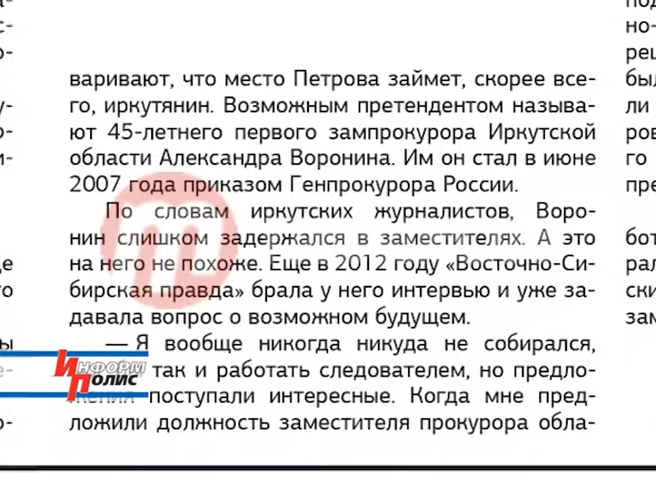 варивают, что место Петрова займет, скорее все-
го, иркутянин. Возможным претендентом называ-
ют 45-летнего первого зампрокурора Иркутской
области Александра Воронина. Им он стал в июне
2007 года приказом Генпрокурора России.
По словам иркутских журналистов, Воро-
нин слишком задержался в заместителях. А это
на него не похоже. Еще в 2012 году «Восточно-Си-
бирская правда» брала у него интервью и уже за-
давала вопрос о возможном будущем.
— Я вообще никогда никуда не собирался,
так и работать следователем, но предло-
жения поступали интересные. Когда мне пред-
ложили должность заместителя прокурора обла-
Информ
Полис